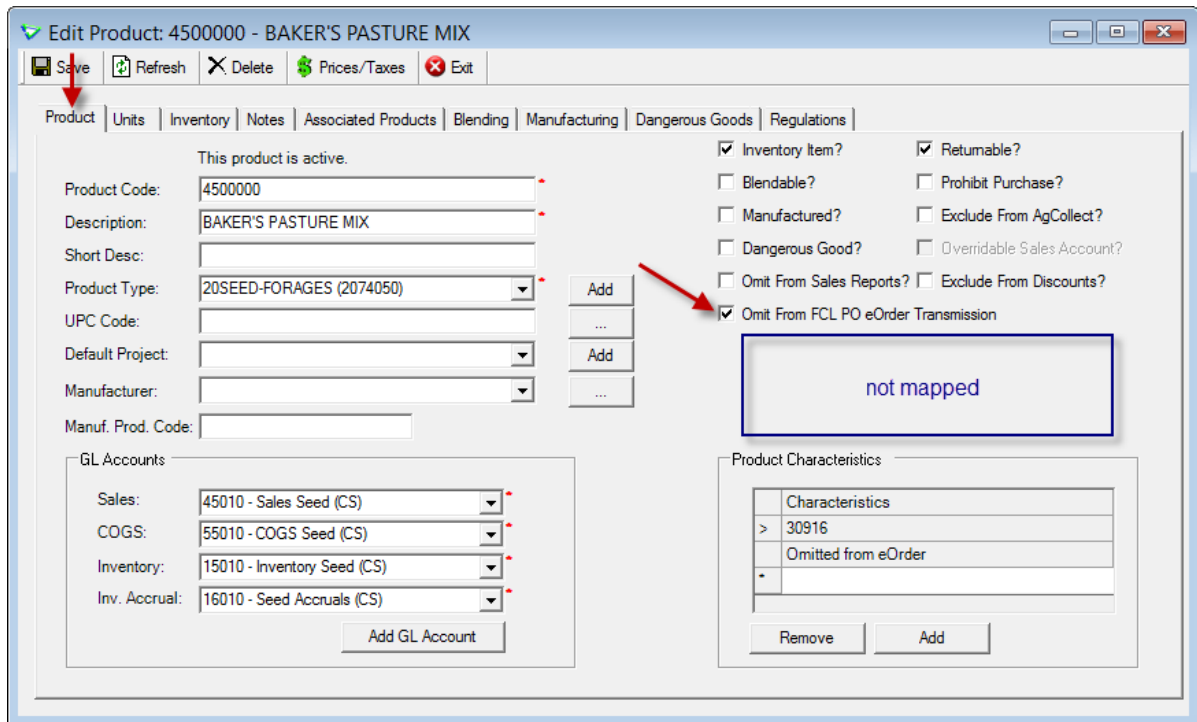 Edit Product: 4500000 - BAKER'S PASTURE MIX
Save Refresh Delete Prices/Taxes Exit
Product Units Inventory Notes Associated Products Blending Manufacturing Dangerous Goods Regulations
This product is active.
Product Code: 4500000 *
Description: BAKER'S PASTURE MIX *
Short Desc:
Product Type: 20SEED-FORAGES (2074050) * Add
UPC Code: ...
Default Project: Add
Manufacturer: ...
Manuf. Prod. Code:
Inventory Item? Returnable?
Blendable? Prohibit Purchase?
Manufactured? Exclude From AgCollect?
Dangerous Good? Overridable Sales Account?
Omit From Sales Reports? Exclude From Discounts?
Omit From FCL PO eOrder Transmission
not mapped
GL Accounts
Sales: 45010 - Sales Seed (CS) *
COGS: 55010 - COGS Seed (CS) *
Inventory: 15010 - Inventory Seed (CS) *
Inv. Accrual: 16010 - Seed Accruals (CS) *
Add GL Account
Product Characteristics
Characteristics
> 30916
Omitted from eOrder
*
Remove Add